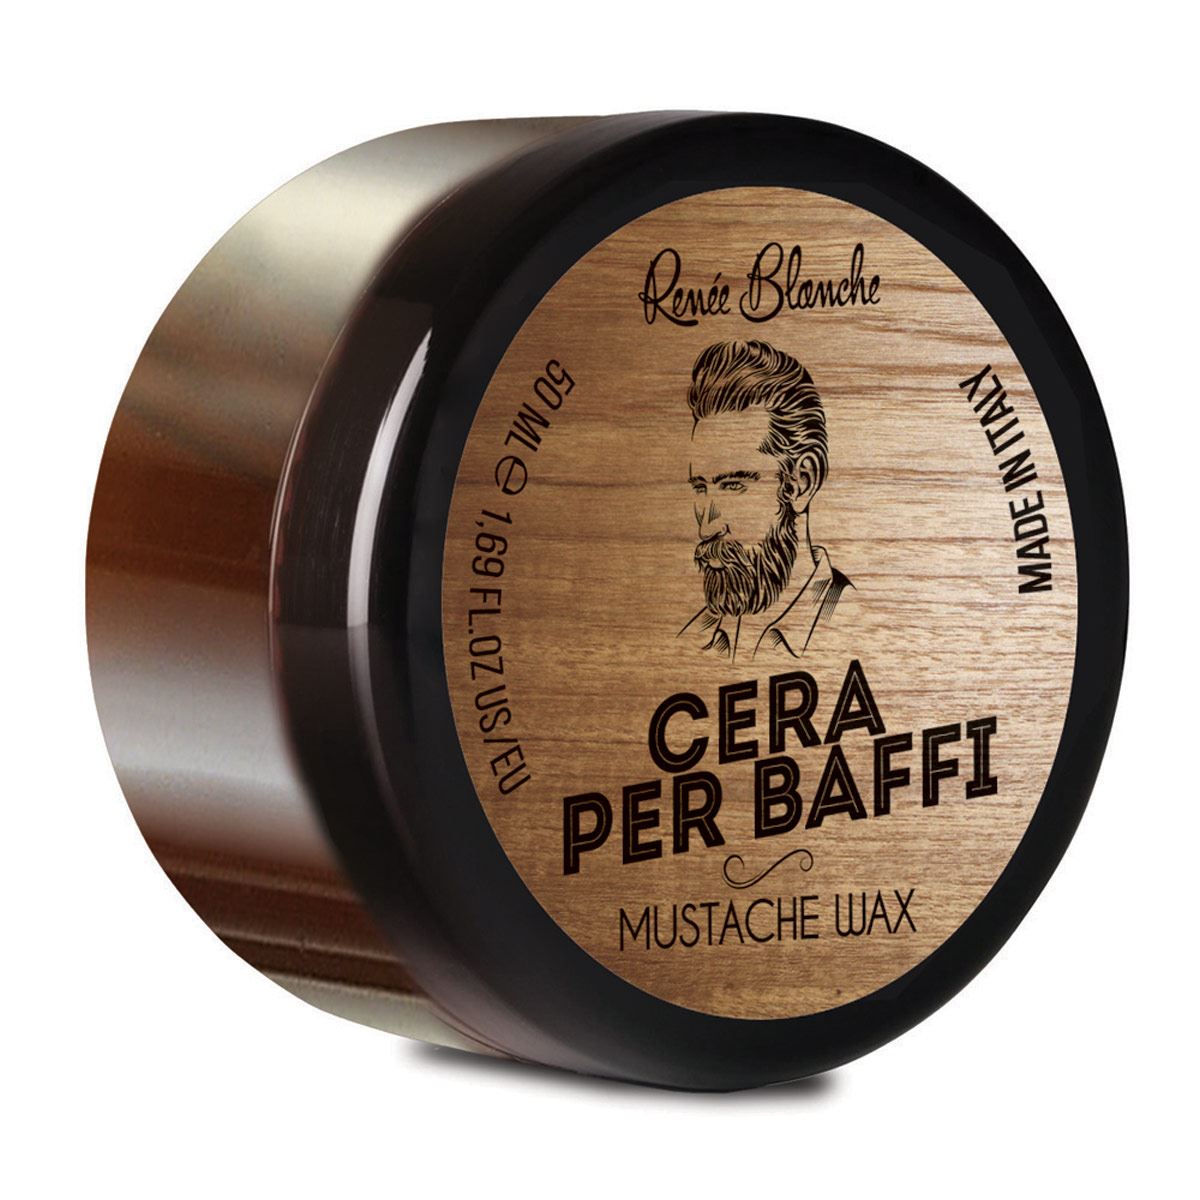 Renée Blanche
50 ML ℮ 1,69 FL.OZ US/EU
MADE IN ITALY
CERA
PER BAFFI
MUSTACHE WAX